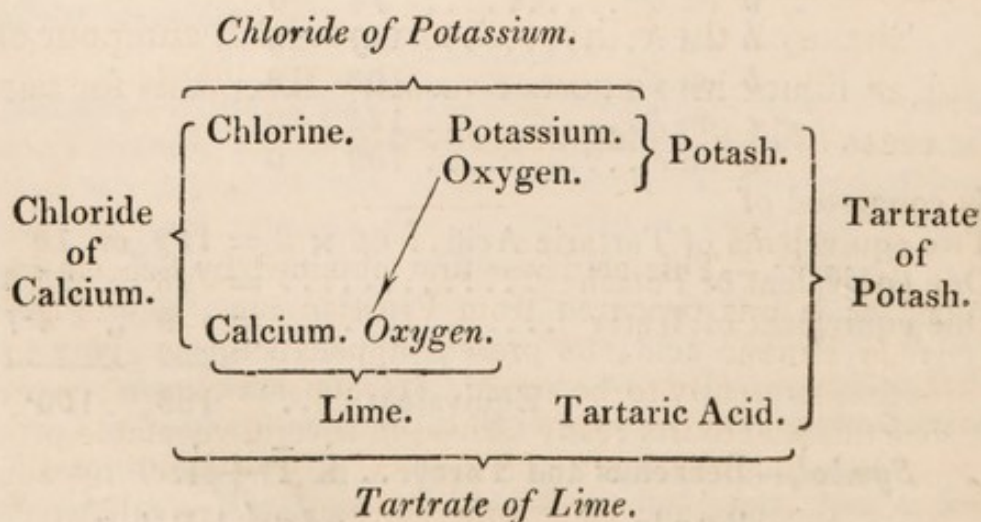 Chloride of Potassium.
Chlorine. Potassium.
Oxygen.
Potash.
Chloride
of
Calcium.
Tartrate
of
Potash.
Calcium. Oxygen.
Lime. Tartaric Acid.
Tartrate of Lime.